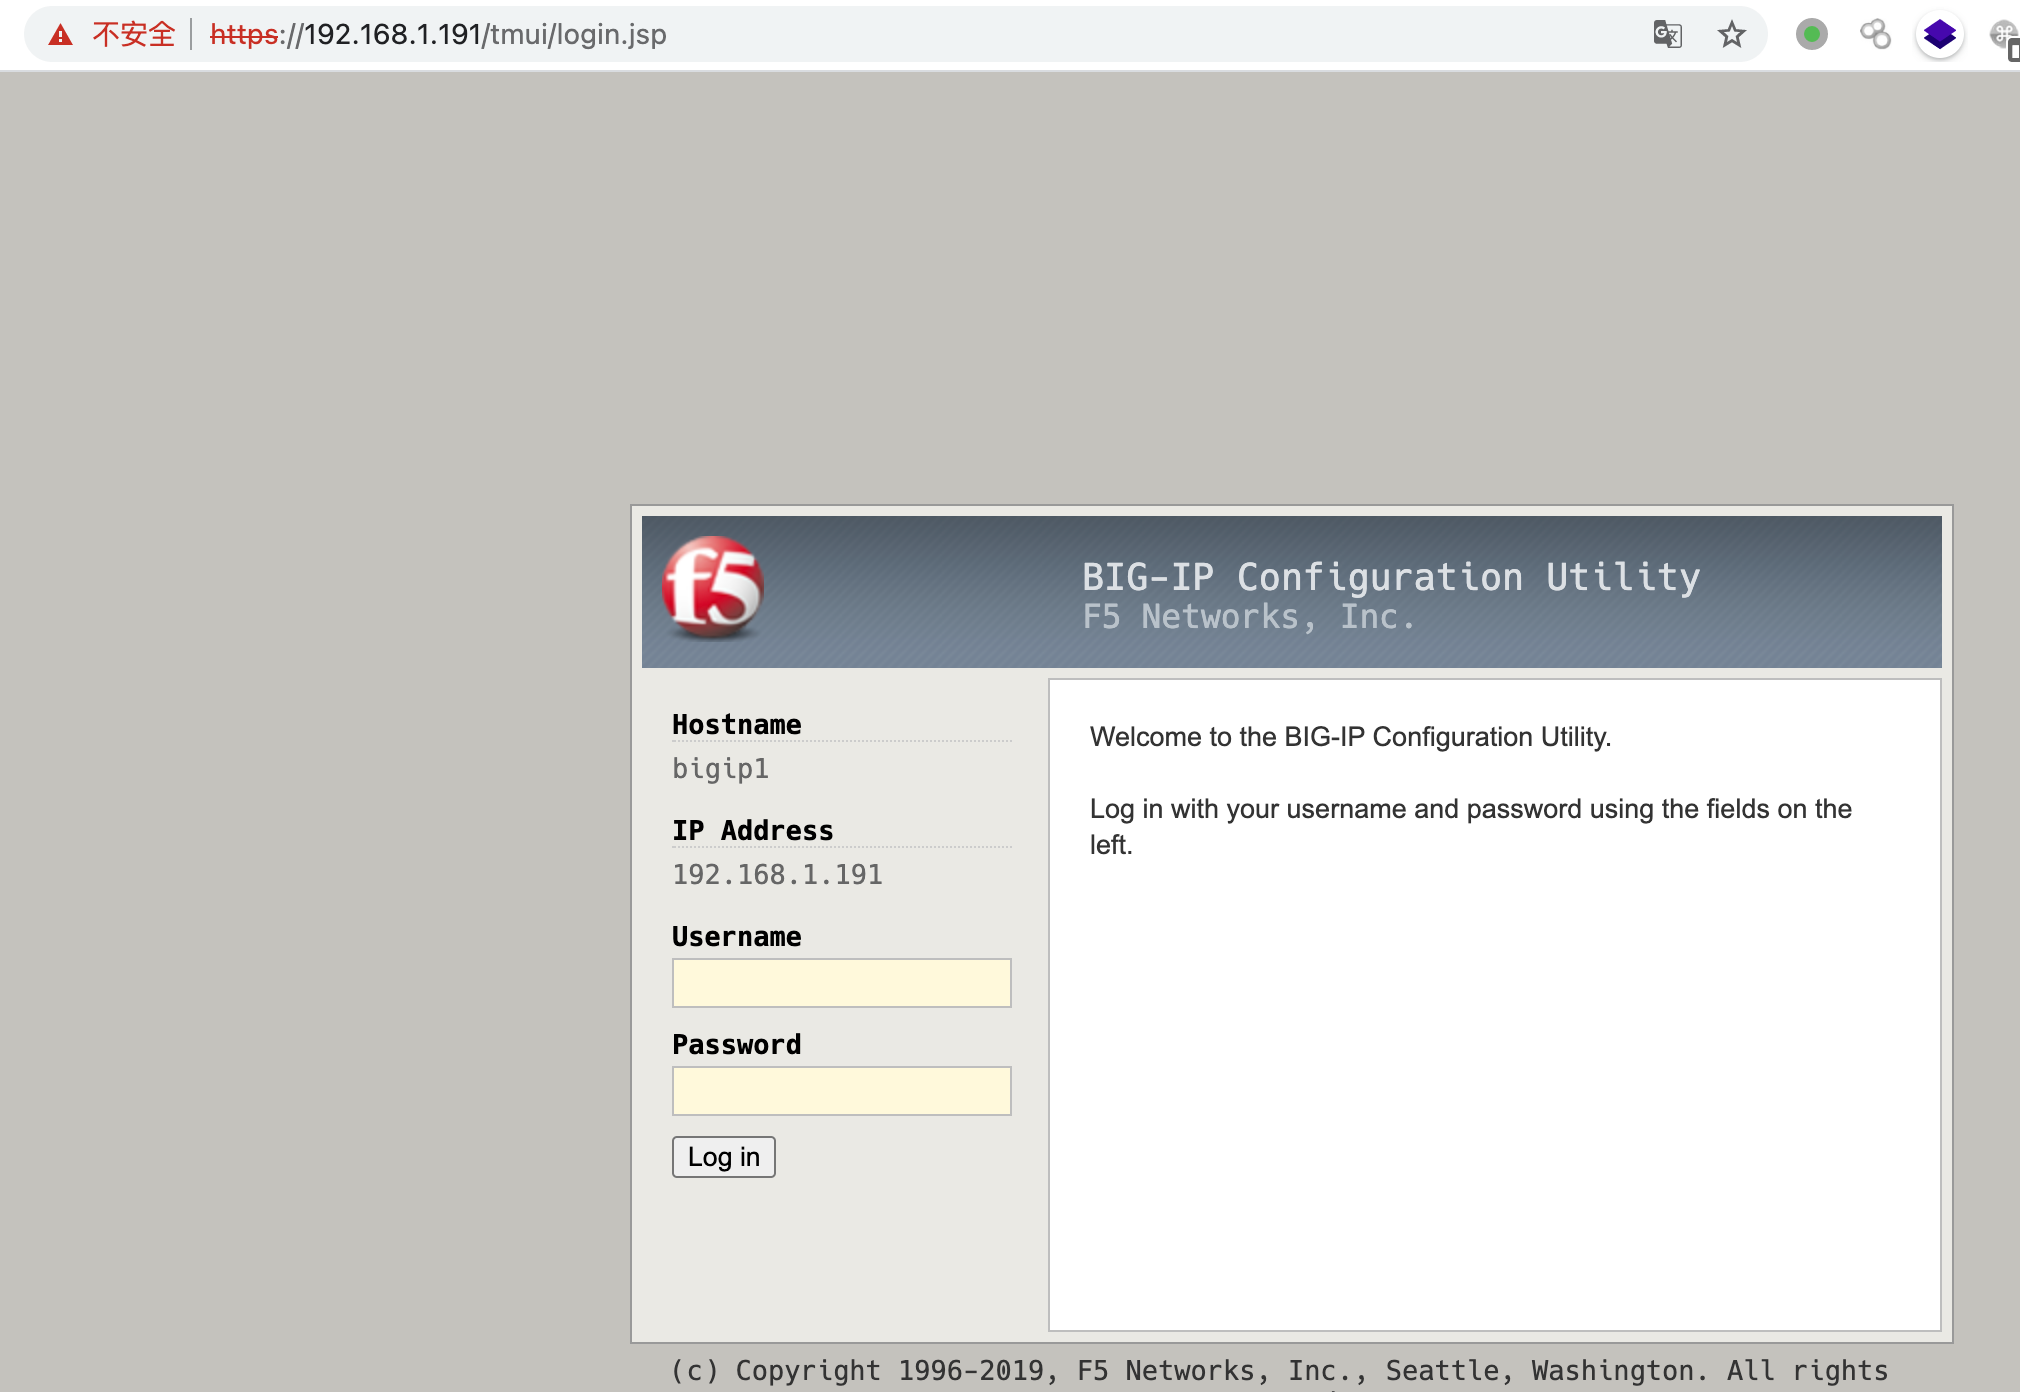 不安全 https://192.168.1.191/tmui/login.jsp
f5
BIG-IP Configuration Utility
F5 Networks, Inc.
Hostname
bigip1
IP Address
192.168.1.191
Username
Password
Log in
Welcome to the BIG-IP Configuration Utility.
Log in with your username and password using the fields on the
left.
(c) Copyright 1996-2019, F5 Networks, Inc., Seattle, Washington. All rights